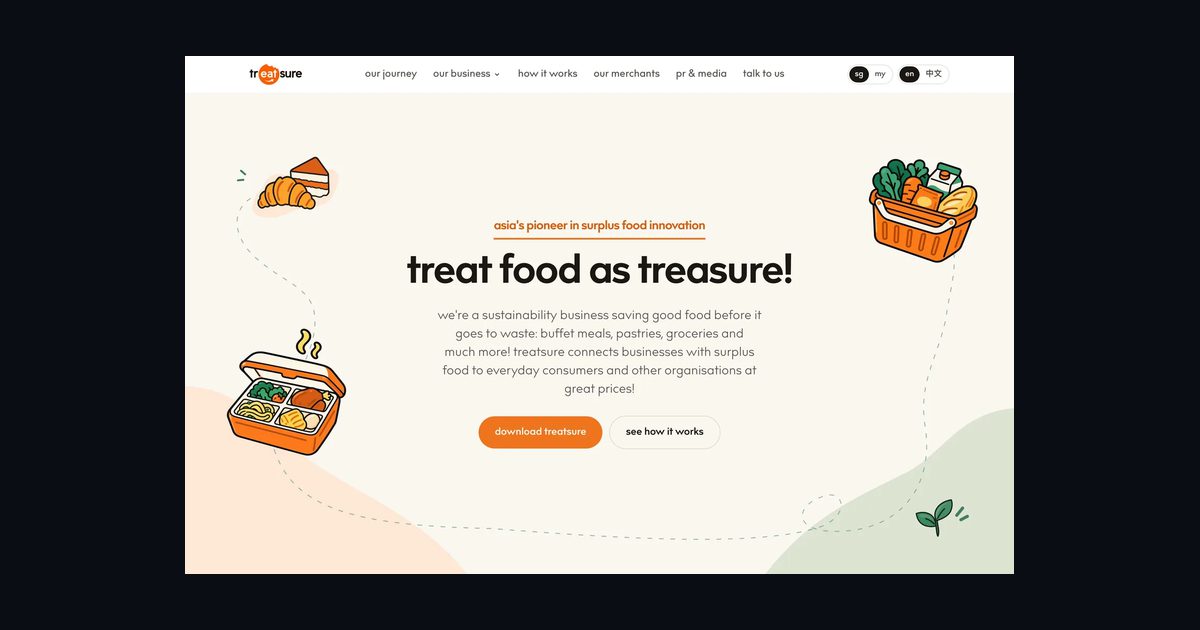 treatsure
our journey
our business
how it works
our merchants
pr & media
talk to us
sg
my
en
中文
asia's pioneer in surplus food innovation
treat food as treasure!
we're a sustainability business saving good food before it
goes to waste: buffet meals, pastries, groceries and
much more! treatsure connects businesses with surplus
food to everyday consumers and other organisations at
great prices!
download treatsure
see how it works